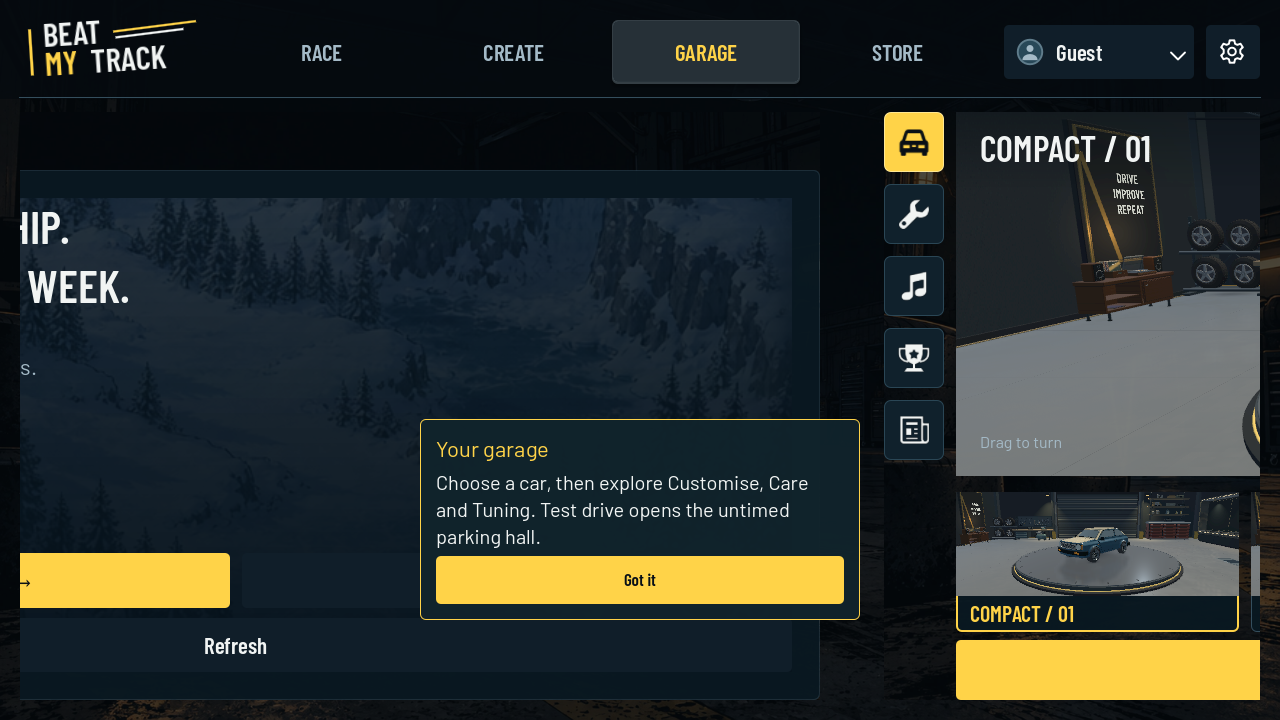 BEAT
MY TRACK
RACE
CREATE
GARAGE
STORE
Guest
HIP.
WEEK.
s.
→
Refresh
Your garage
Choose a car, then explore Customise, Care
and Tuning. Test drive opens the untimed
parking hall.
Got it
COMPACT / 01
DRIVE
IMPROVE
REPEAT
Drag to turn
COMPACT / 01